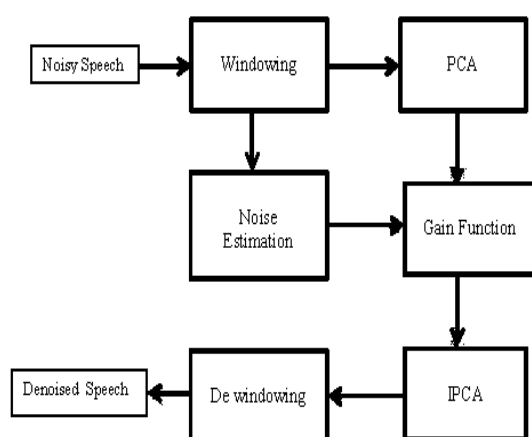 Noisy Speech
Windowing
PCA
Noise
Estimation
Gain Function
Denoised Speech
De windowing
IPCA